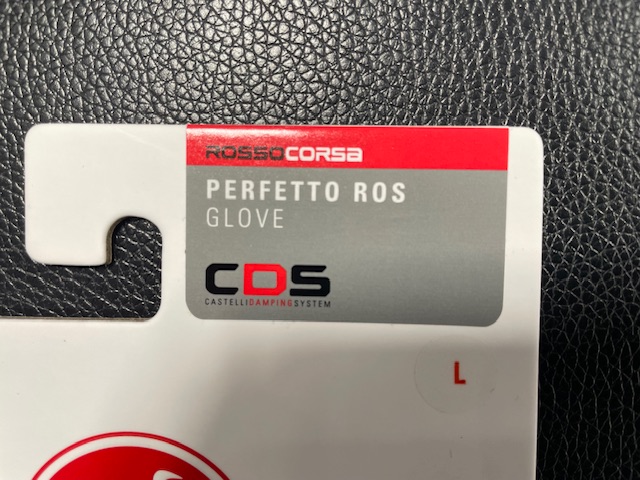 ROSSOCORSA
PERFETTO ROS
GLOVE
CDS
CASTELLIDAMPINGSYSTEM
L